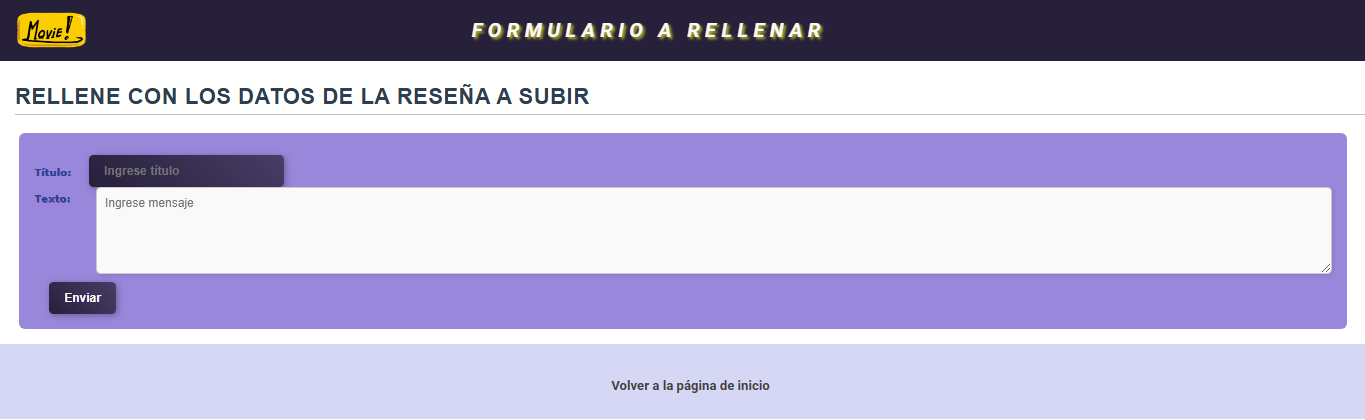 Movie!
FORMULARIO A RELLENAR
RELLENE CON LOS DATOS DE LA RESEÑA A SUBIR
Título: Ingrese título
Texto: Ingrese mensaje
Enviar
Volver a la página de inicio